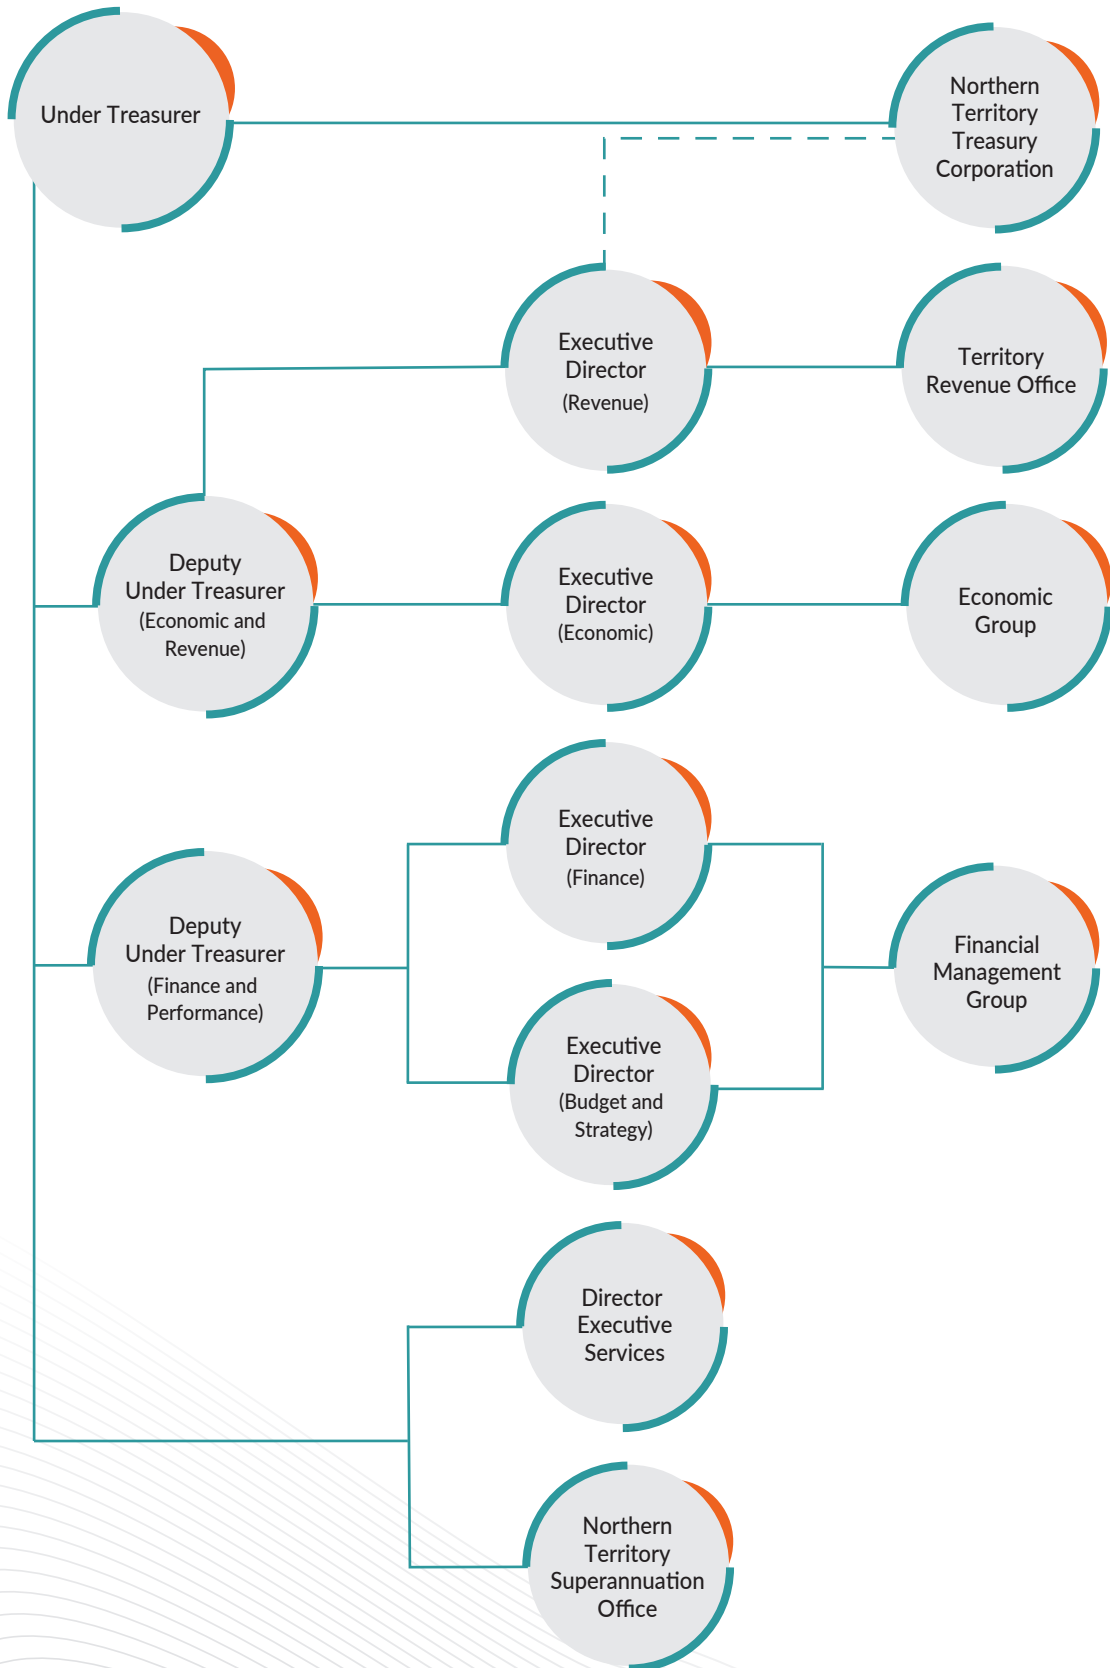 Under Treasurer
Northern
Territory
Treasury
Corporation
Executive
Director
(Revenue)
Territory
Revenue Office
Deputy
Under Treasurer
(Economic and
Revenue)
Executive
Director
(Economic)
Economic
Group
Executive
Director
(Finance)
Deputy
Under Treasurer
(Finance and
Performance)
Financial
Management
Group
Executive
Director
(Budget and
Strategy)
Director
Executive
Services
Northern
Territory
Superannuation
Office